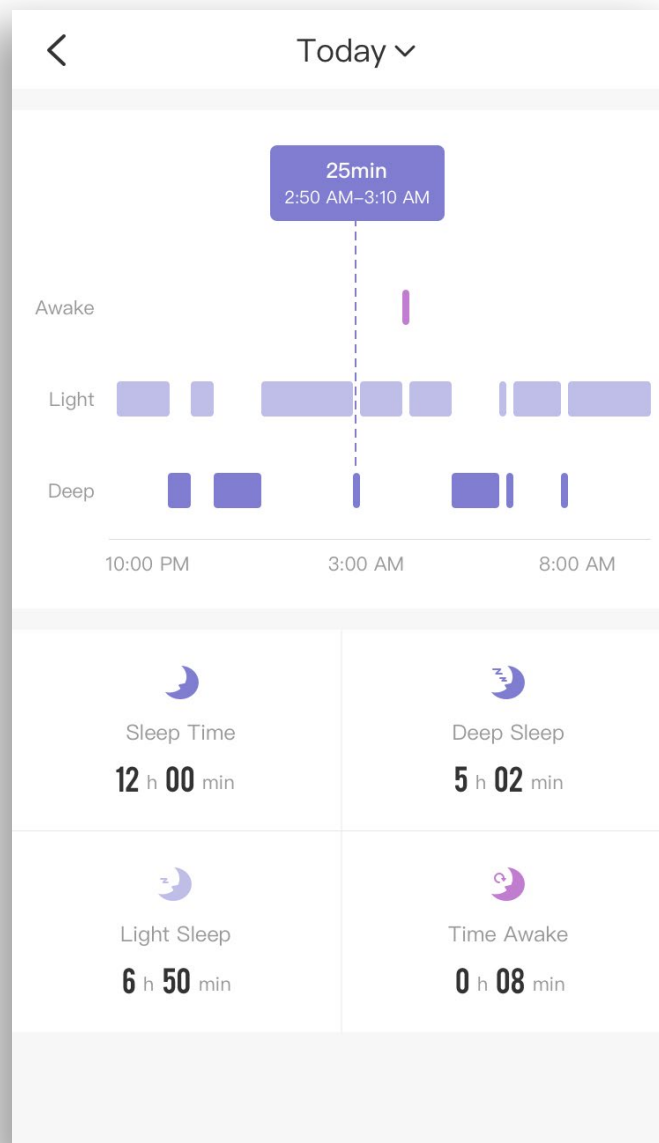 Today
25min
2:50 AM–3:10 AM
Awake
Light
Deep
10:00 PM 3:00 AM 8:00 AM
Sleep Time Deep Sleep
12 h 00 min 5 h 02 min
Light Sleep Time Awake
6 h 50 min 0 h 08 min